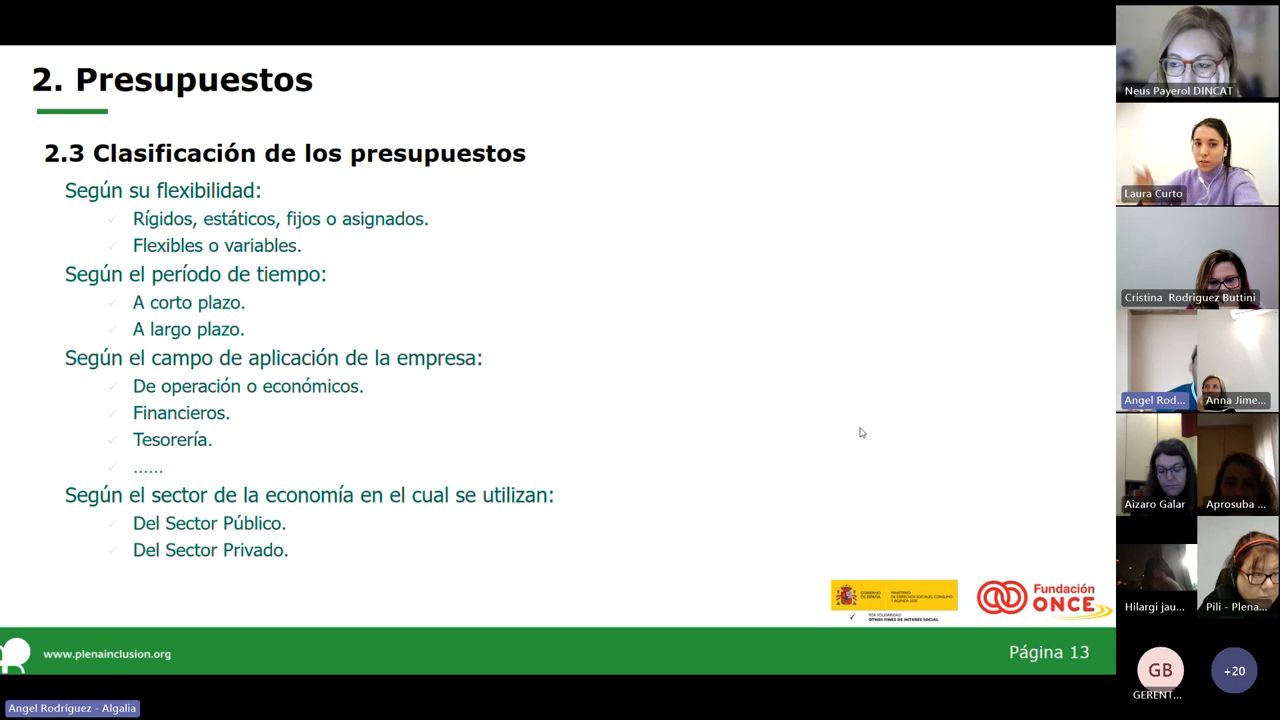 2. Presupuestos
2.3 Clasificación de los presupuestos
Según su flexibilidad:
Rígidos, estáticos, fijos o asignados.
Flexibles o variables.
Según el período de tiempo:
A corto plazo.
A largo plazo.
Según el campo de aplicación de la empresa:
De operación o económicos.
Financieros.
Tesorería.
......
Según el sector de la economía en el cual se utilizan:
Del Sector Público.
Del Sector Privado.
GOBIERNO DE ESPAÑA
MINISTERIO DE DERECHOS SOCIALES, CONSUMO Y AGENDA 2030
POR SOLIDARIDAD
OTROS FINES DE INTERÉS SOCIAL
Fundación
ONCE
www.plenainclusion.org
Página 13
Angel Rodríguez - Algalia
Neus Payerol DINCAT
Laura Curto
Cristina Rodriguez Buttini
Angel Rod...
Anna Jime...
Aizaro Galar
Aprosuba ...
Hilargi jau...
Pili - Plena...
GB
GERENT...
+20